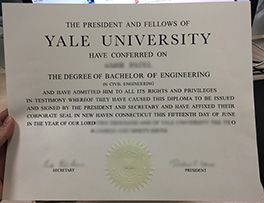 THE PRESIDENT AND FELLOWS OF
YALE UNIVERSITY
HAVE CONFERRED ON
THE DEGREE OF BACHELOR OF ENGINEERING
IN CIVIL ENGINEERING
AND HAVE ADMITTED HIM TO ALL ITS RIGHTS AND PRIVILEGES
IN TESTIMONY WHEREOF THEY HAVE CAUSED THIS DIPLOMA TO BE ISSUED
AND SIGNED BY THE PRESIDENT AND SECRETARY AND HAVE AFFIXED THEIR
CORPORATE SEAL IN NEW HAVEN CONNECTICUT THIS FIFTEENTH DAY OF JUNE
IN THE YEAR OF OUR LORD
SECRETARY
PRESIDENT